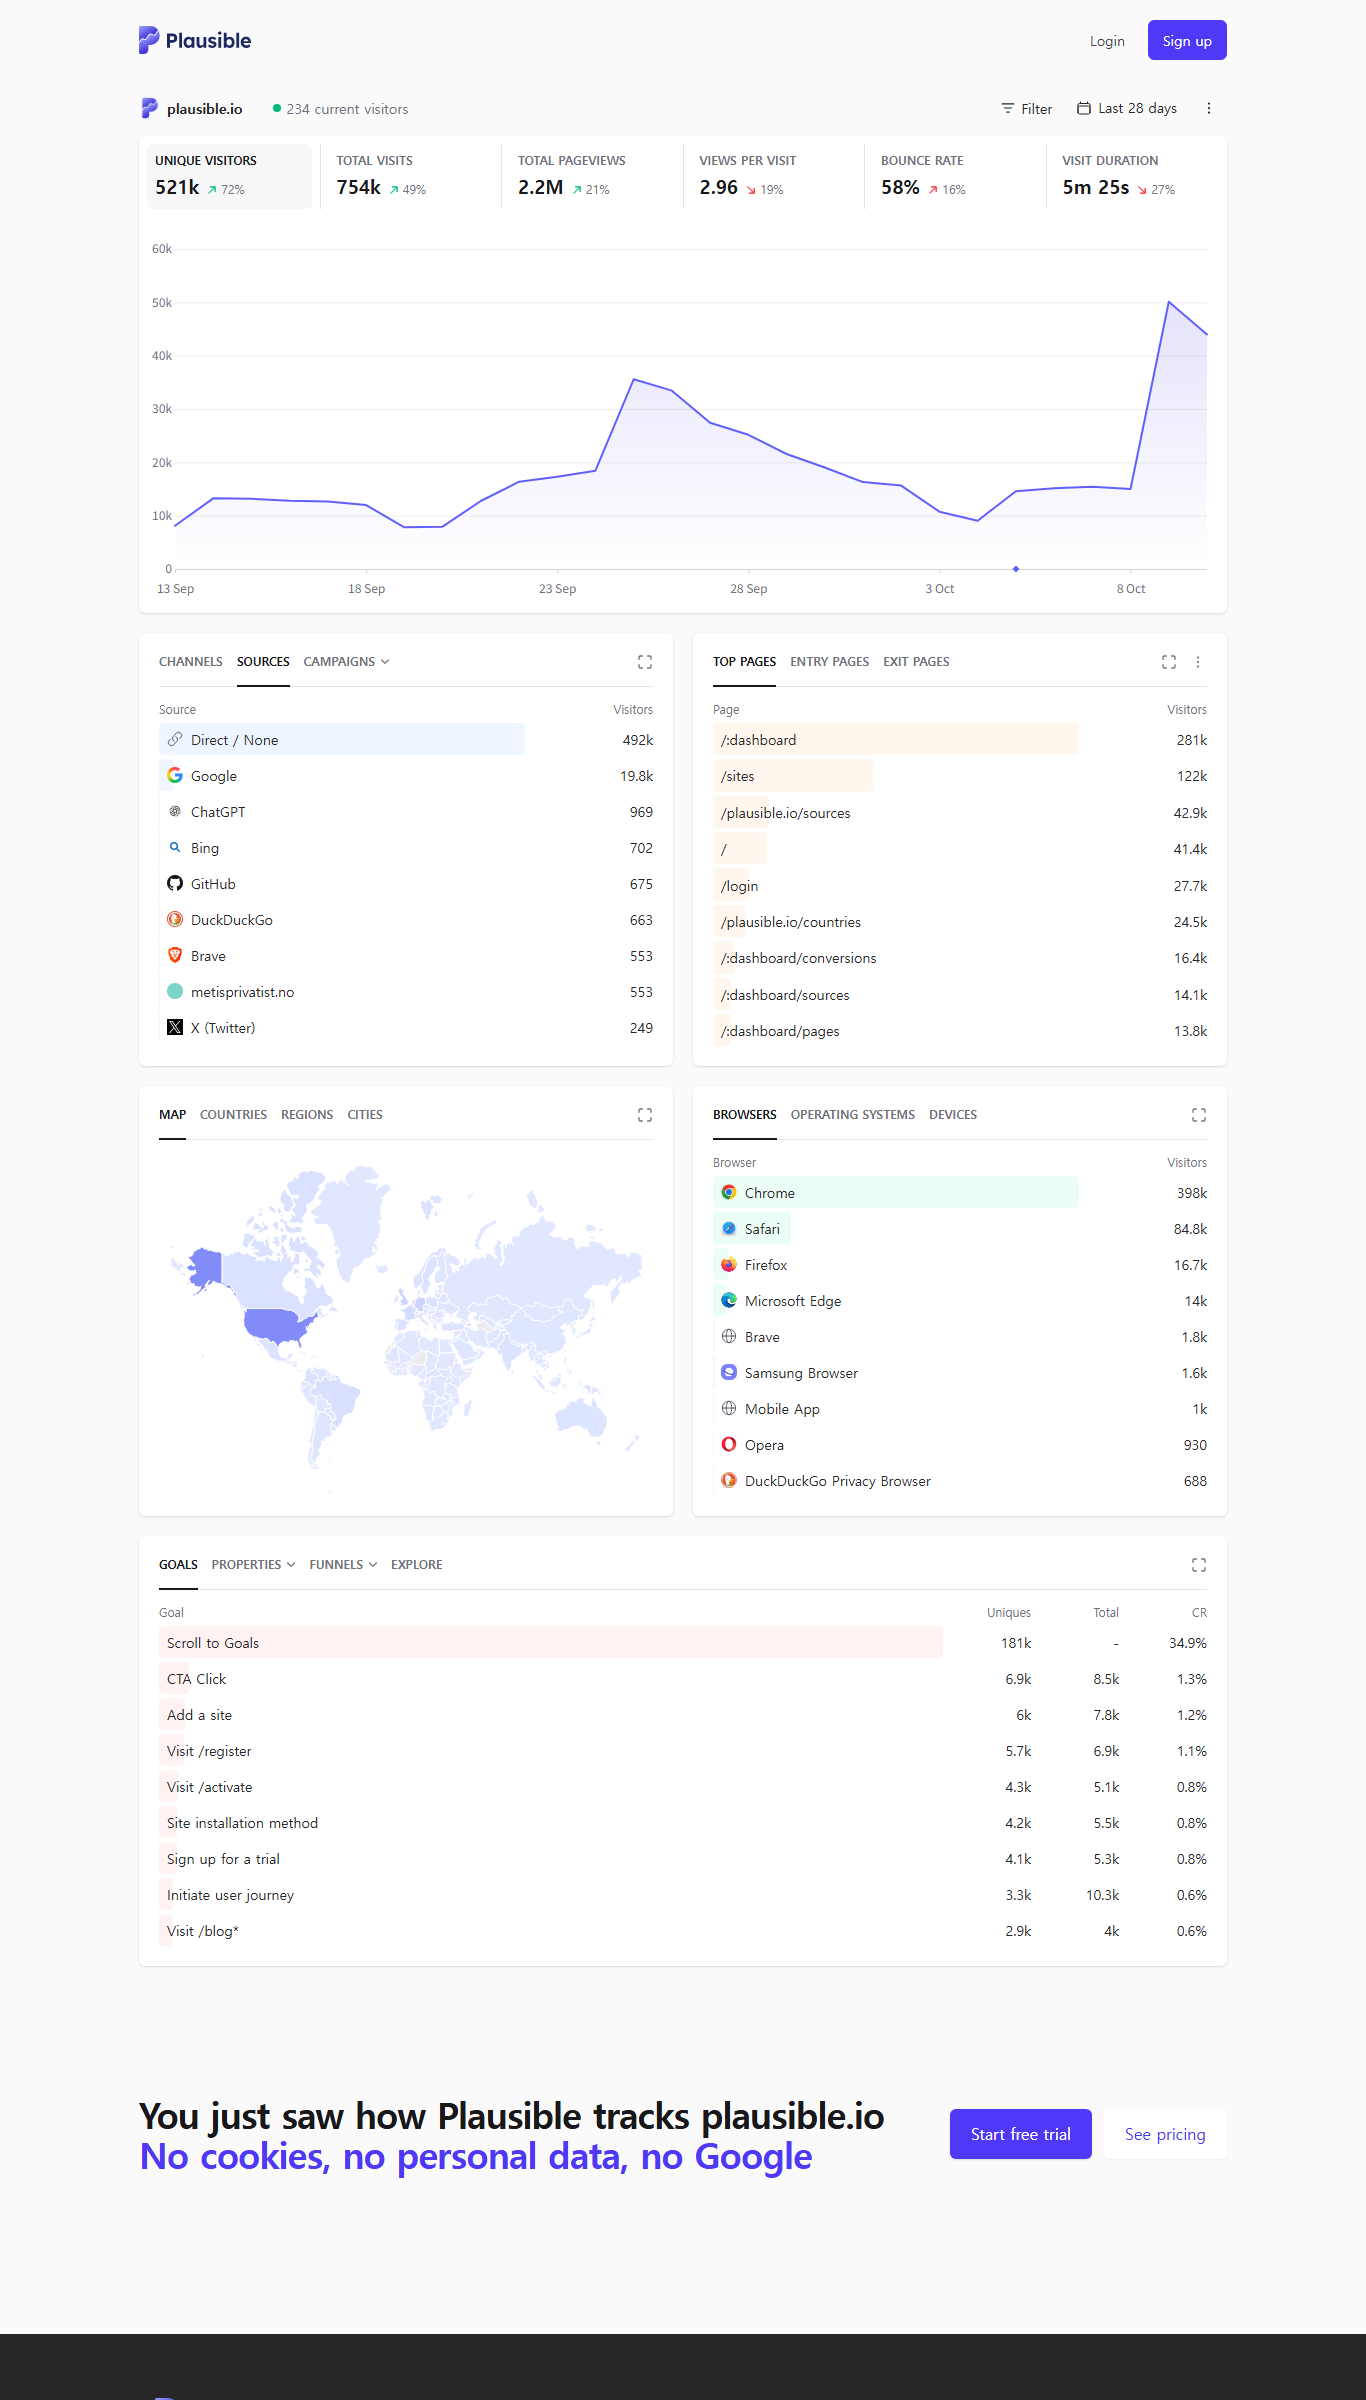 Plausible
Login
Sign up
plausible.io
234 current visitors
Filter
Last 28 days
UNIQUE VISITORS
521k 72%
TOTAL VISITS
754k 49%
TOTAL PAGEVIEWS
2.2M 21%
VIEWS PER VISIT
2.96 19%
BOUNCE RATE
58% 16%
VISIT DURATION
5m 25s 27%
60k
50k
40k
30k
20k
10k
0
13 Sep 18 Sep 23 Sep 28 Sep 3 Oct 8 Oct
CHANNELS SOURCES CAMPAIGNS
Source Visitors
Direct / None 492k
Google 19.8k
ChatGPT 969
Bing 702
GitHub 675
DuckDuckGo 663
Brave 553
metisprivatist.no 553
X (Twitter) 249
TOP PAGES ENTRY PAGES EXIT PAGES
Page Visitors
/:dashboard 281k
/sites 122k
/plausible.io/sources 42.9k
/ 41.4k
/login 27.7k
/plausible.io/countries 24.5k
/:dashboard/conversions 16.4k
/:dashboard/sources 14.1k
/:dashboard/pages 13.8k
MAP COUNTRIES REGIONS CITIES
BROWSERS OPERATING SYSTEMS DEVICES
Browser Visitors
Chrome 398k
Safari 84.8k
Firefox 16.7k
Microsoft Edge 14k
Brave 1.8k
Samsung Browser 1.6k
Mobile App 1k
Opera 930
DuckDuckGo Privacy Browser 688
GOALS PROPERTIES FUNNELS EXPLORE
Goal Uniques Total CR
Scroll to Goals 181k - 34.9%
CTA Click 6.9k 8.5k 1.3%
Add a site 6k 7.8k 1.2%
Visit /register 5.7k 6.9k 1.1%
Visit /activate 4.3k 5.1k 0.8%
Site installation method 4.2k 5.5k 0.8%
Sign up for a trial 4.1k 5.3k 0.8%
Initiate user journey 3.3k 10.3k 0.6%
Visit /blog* 2.9k 4k 0.6%
You just saw how Plausible tracks plausible.io
No cookies, no personal data, no Google
Start free trial
See pricing